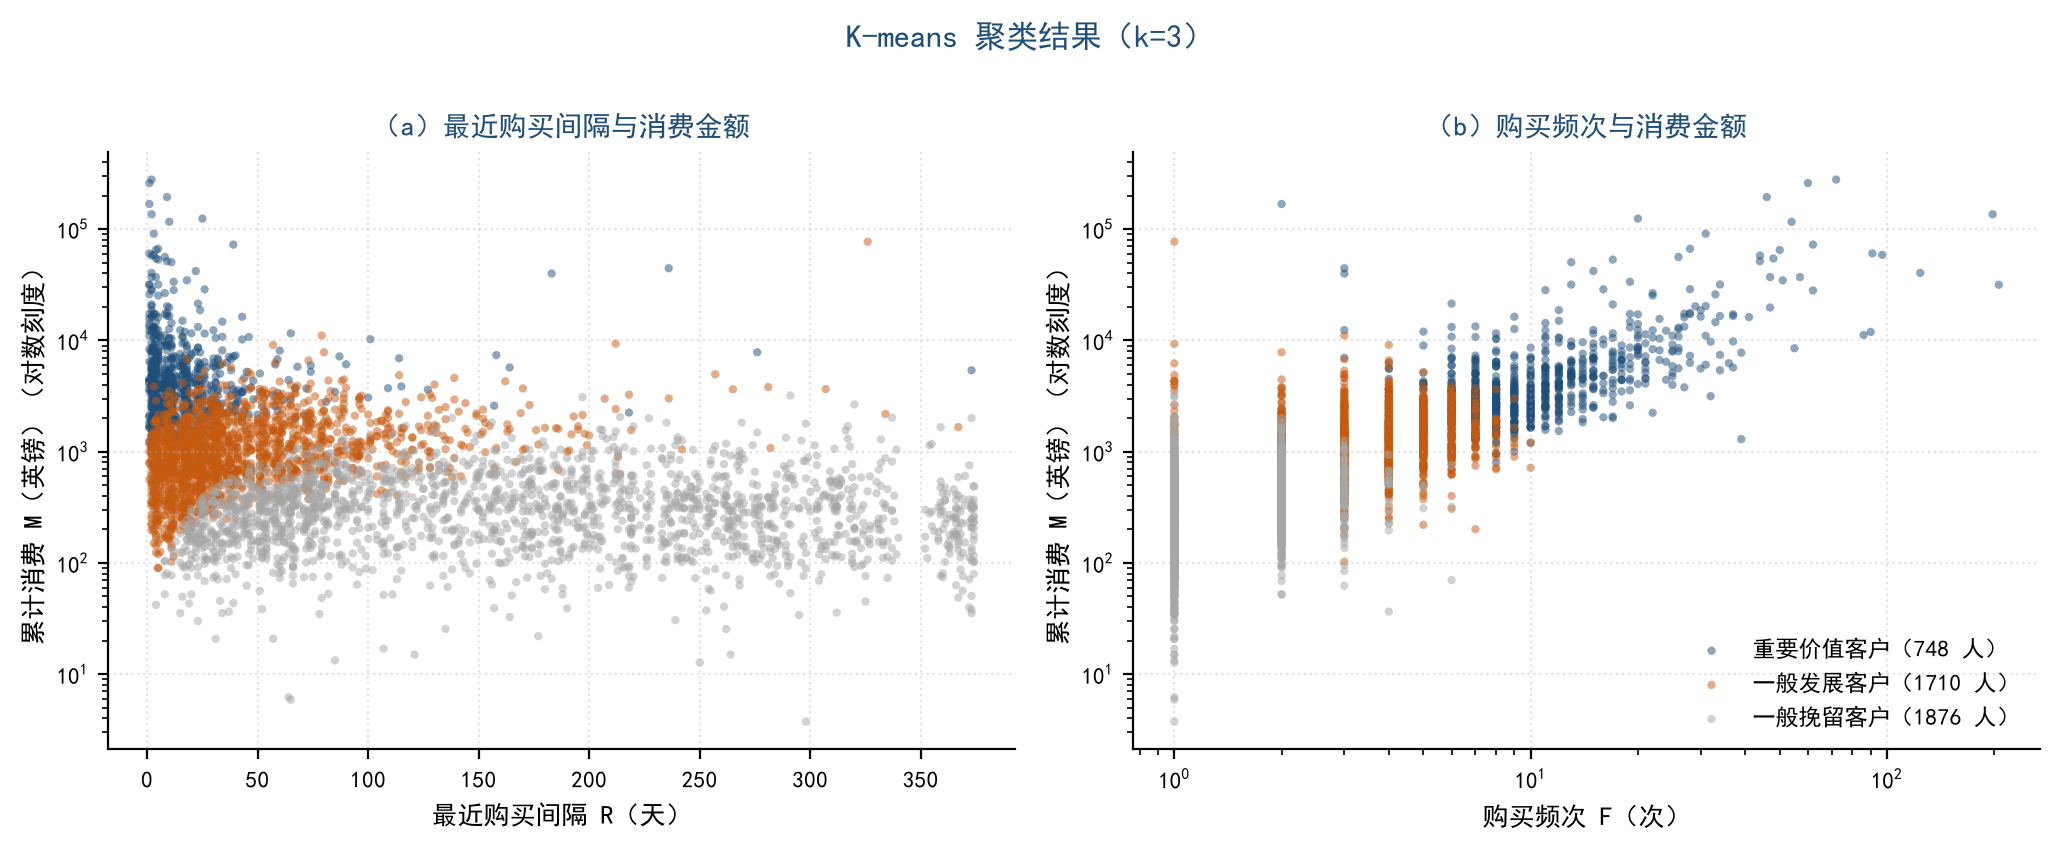 K-means 聚类结果（k=3）
（a）最近购买间隔与消费金额
累计消费 M（英镑）（对数刻度）
10⁵
10⁴
10³
10²
10¹
0 50 100 150 200 250 300 350
最近购买间隔 R（天）
（b）购买频次与消费金额
累计消费 M（英镑）（对数刻度）
10⁵
10⁴
10³
10²
10¹
重要价值客户（748 人）
一般发展客户（1710 人）
一般挽留客户（1876 人）
10⁰ 10¹ 10²
购买频次 F（次）